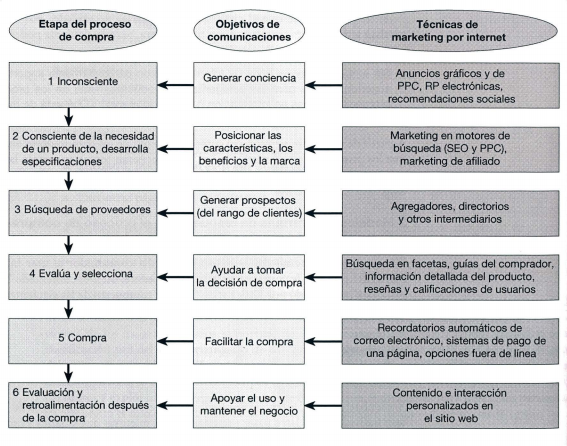 Etapa del proceso
de compra
Objetivos de
comunicaciones
Técnicas de
marketing por internet
1 Inconsciente
Generar conciencia
Anuncios gráficos y de
PPC, RP electrónicas,
recomendaciones sociales
2 Consciente de la necesidad
de un producto, desarrolla
especificaciones
Posicionar las
características, los
beneficios y la marca
Marketing en motores de
búsqueda (SEO y PPC),
marketing de afiliado
3 Búsqueda de proveedores
Generar prospectos
(del rango de clientes)
Agregadores, directorios
y otros intermediarios
4 Evalúa y selecciona
Ayudar a tomar
la decisión de compra
Búsqueda en facetas, guías del comprador,
información detallada del producto,
reseñas y calificaciones de usuarios
5 Compra
Facilitar la compra
Recordatorios automáticos de
correo electrónico, sistemas de pago de
una página, opciones fuera de línea
6 Evaluación y
retroalimentación después
de la compra
Apoyar el uso y
mantener el negocio
Contenido e interacción
personalizados en
el sitio web